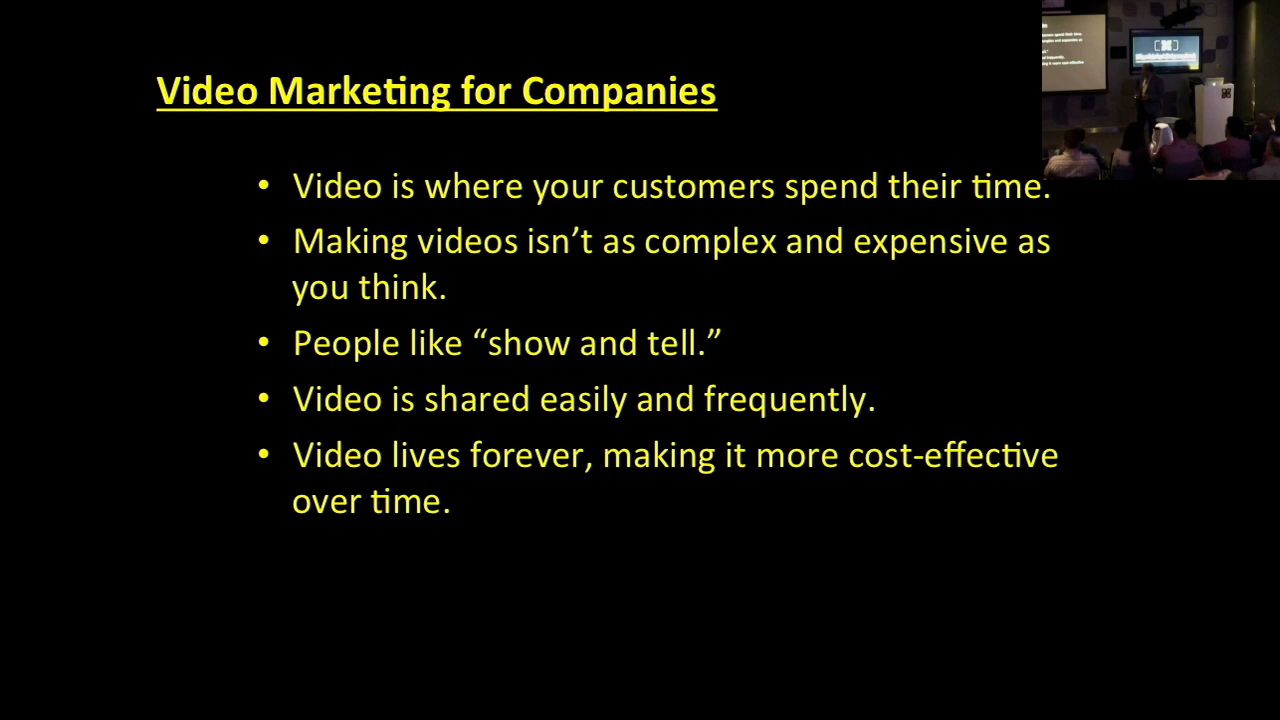 Video Marketing for Companies
• Video is where your customers spend their time.
• Making videos isn’t as complex and expensive as
you think.
• People like “show and tell.”
• Video is shared easily and frequently.
• Video lives forever, making it more cost-effective
over time.